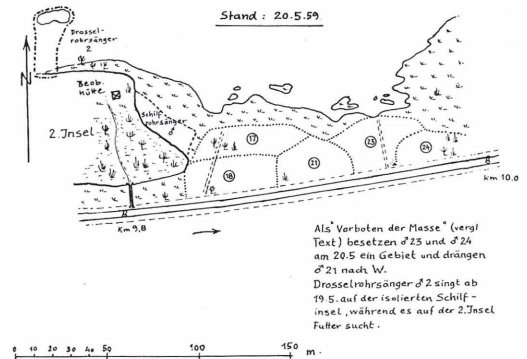 Stand : 20.5.59
Drossel-
rohrsänger
2
N
Beob.
Hütte
Schilf-
rohrsänger
♂
2. Insel
17
18
21
23
24
km 9,8
km 10,0
Als "Vorboten der Masse" (vergl
Text) besetzen ♂ 23 und ♂ 24
am 20.5 ein Gebiet und drängen
♂ 21 nach W.
Drosselrohrsänger ♂ 2 singt ab
19.5. auf der isolierten Schilf-
insel, während es auf der 2. Insel
Futter sucht.
0 10 20 30 40 50 100 150 m.